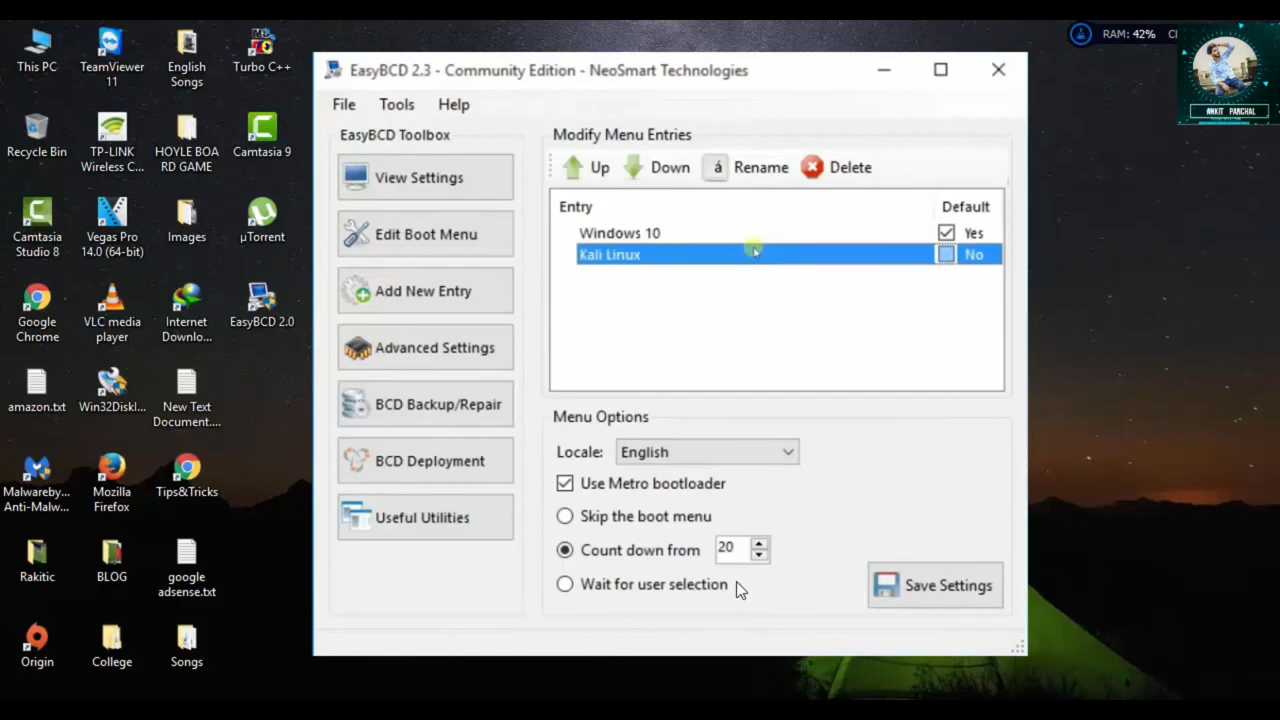 This PC
TeamViewer
11
English
Songs
Turbo C++
Recycle Bin
TP-LINK
Wireless C...
HOYLE BOA
RD GAME
Camtasia 9
Camtasia
Studio 8
Vegas Pro
14.0 (64-bit)
Images
µTorrent
Google
Chrome
VLC media
player
Internet
Downlo...
EasyBCD 2.0
amazon.txt
Win32DiskI...
New Text
Document....
Malwareby...
Anti-Malw...
Mozilla
Firefox
Tips&Tricks
Rakitic
BLOG
google
adsense.txt
Origin
College
Songs
EasyBCD 2.3 - Community Edition - NeoSmart Technologies
File Tools Help
EasyBCD Toolbox
View Settings
Edit Boot Menu
Add New Entry
Advanced Settings
BCD Backup/Repair
BCD Deployment
Useful Utilities
Modify Menu Entries
Up Down á Rename Delete
Entry Default
Windows 10 Yes
Kali Linux No
Menu Options
Locale: English
Use Metro bootloader
Skip the boot menu
Count down from 20
Wait for user selection
Save Settings
RAM: 42%
ANKIT PANCHAL